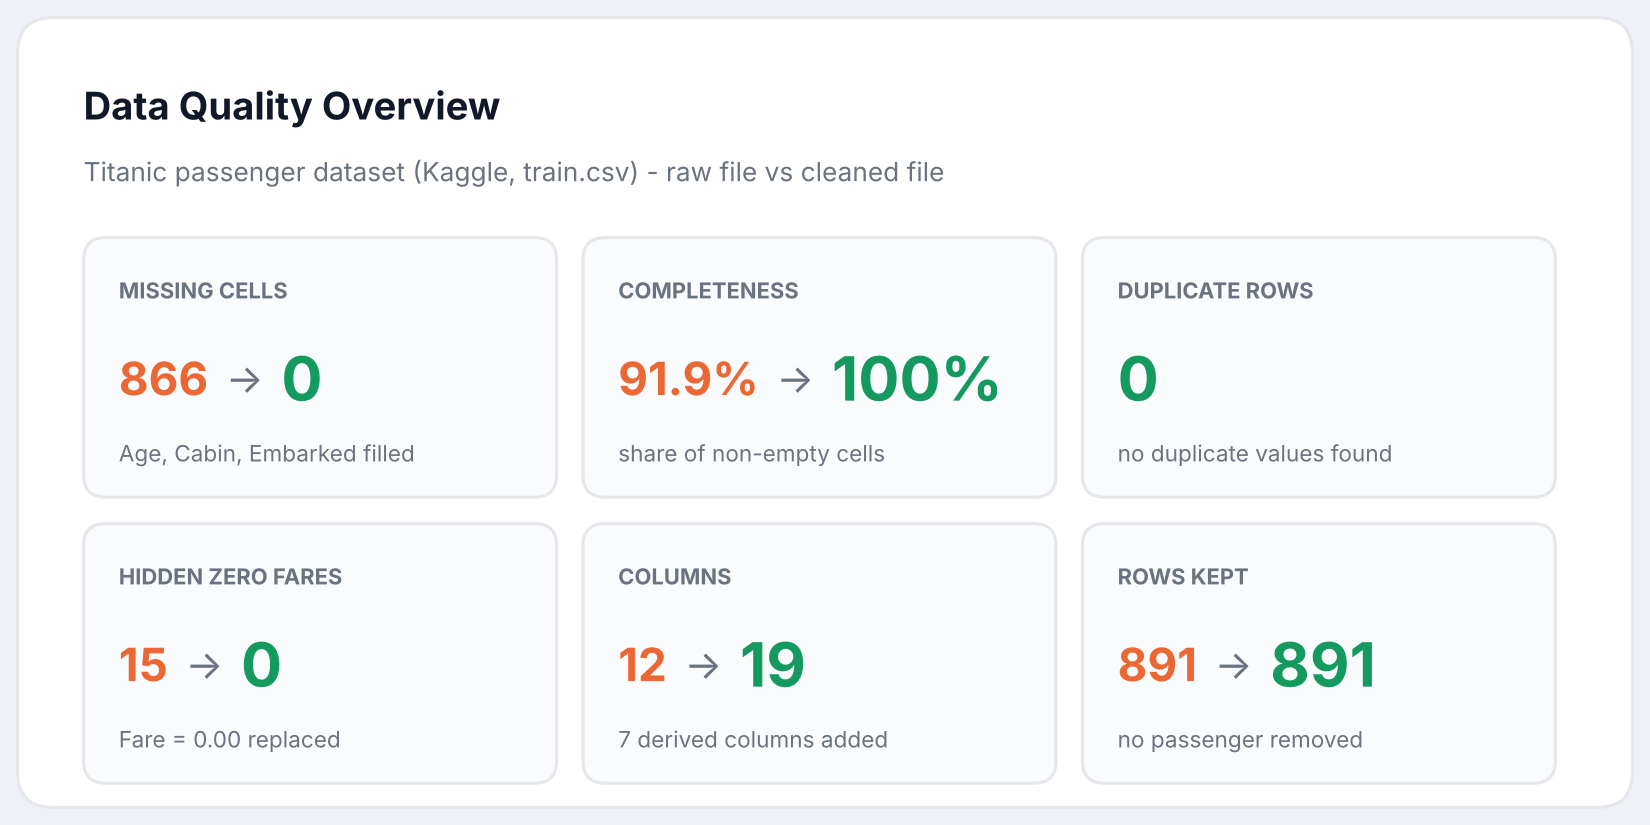 Data Quality Overview
Titanic passenger dataset (Kaggle, train.csv) - raw file vs cleaned file
MISSING CELLS
866 → 0
Age, Cabin, Embarked filled
COMPLETENESS
91.9% → 100%
share of non-empty cells
DUPLICATE ROWS
0
no duplicate values found
HIDDEN ZERO FARES
15 → 0
Fare = 0.00 replaced
COLUMNS
12 → 19
7 derived columns added
ROWS KEPT
891 → 891
no passenger removed